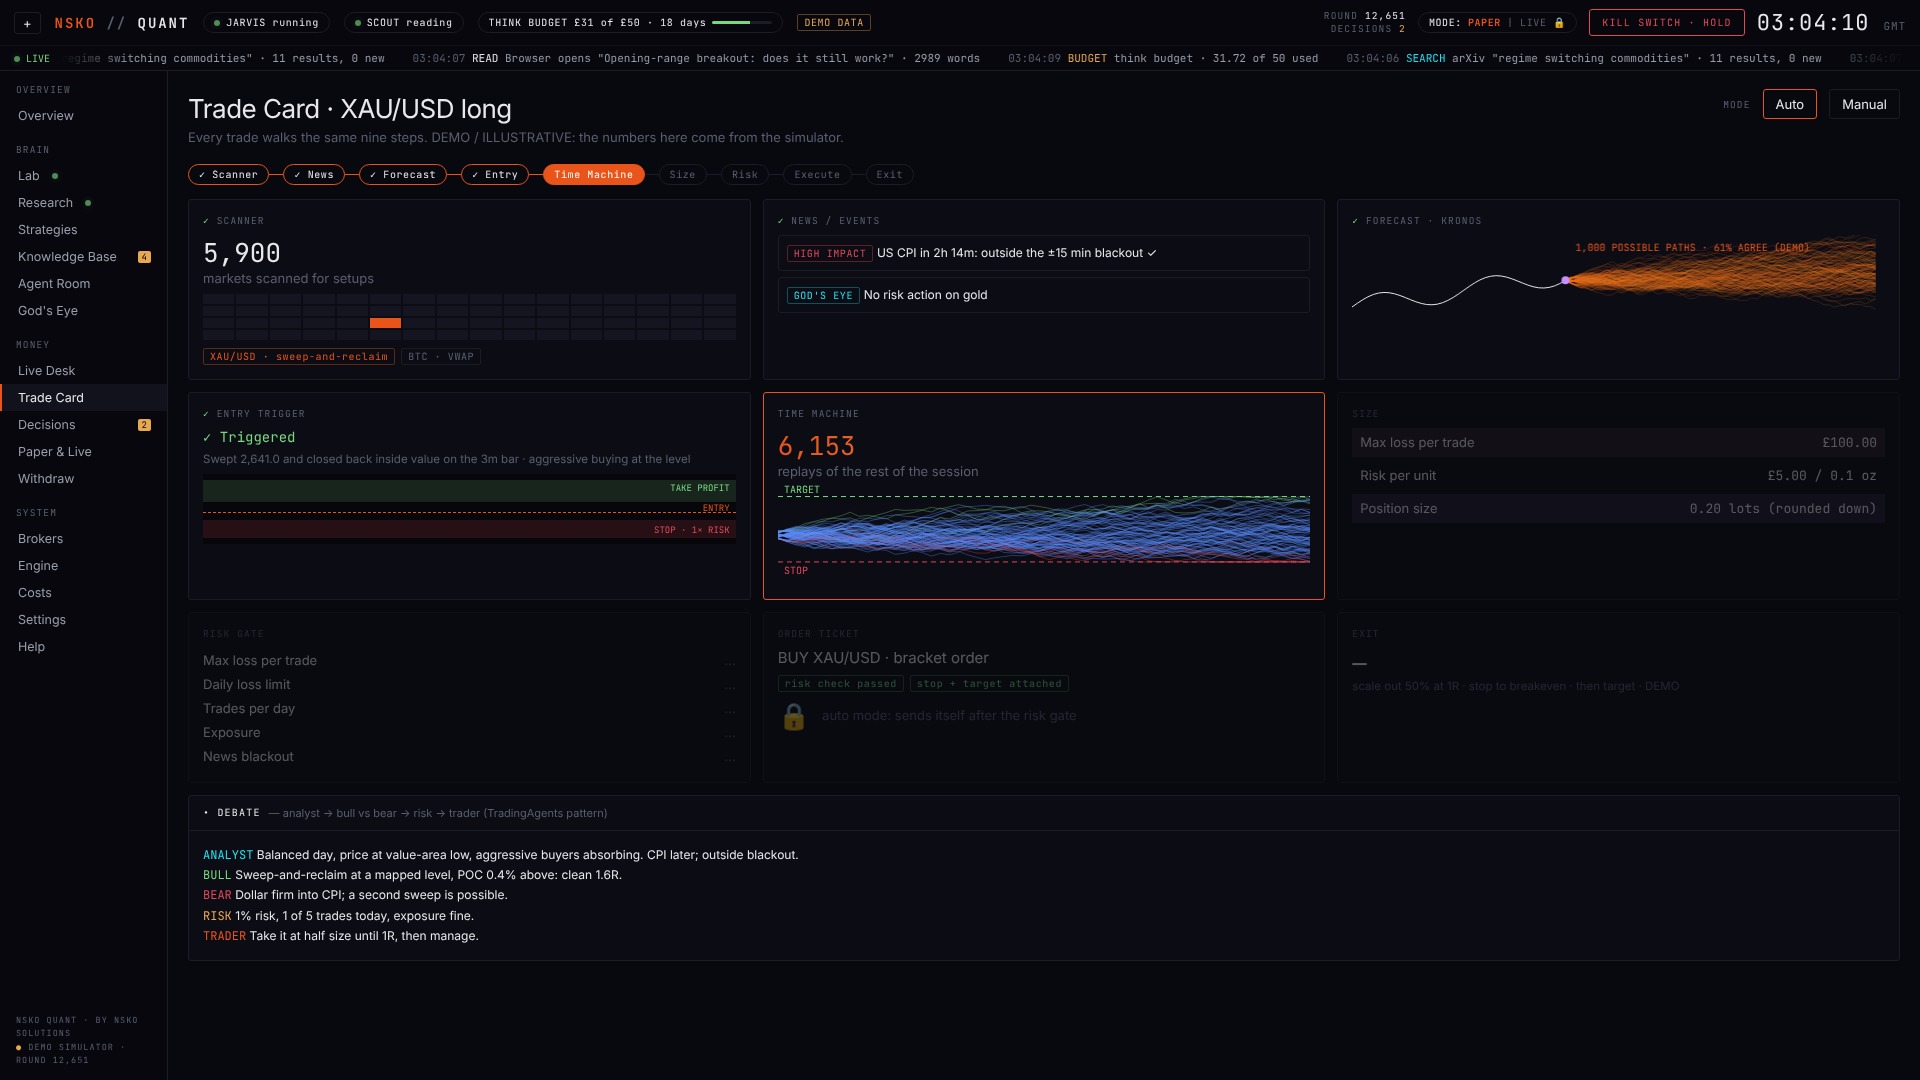 + NSKO // QUANT JARVIS running SCOUT reading THINK BUDGET £31 of £50 · 18 days DEMO DATA
ROUND 12,651
DECISIONS 2
MODE: PAPER | LIVE 🔒 KILL SWITCH · HOLD 03:04:10 GMT
LIVE regime switching commodities" · 11 results, 0 new 03:04:07 READ Browser opens "Opening-range breakout: does it still work?" · 2989 words 03:04:09 BUDGET think budget · 31.72 of 50 used 03:04:06 SEARCH arXiv "regime switching commodities" · 11 results, 0 new 03:04:07
OVERVIEW
Overview
BRAIN
Lab
Research
Strategies
Knowledge Base 4
Agent Room
God's Eye
MONEY
Live Desk
Trade Card
Decisions 2
Paper & Live
Withdraw
SYSTEM
Brokers
Engine
Costs
Settings
Help
NSKO QUANT · BY NSKO
SOLUTIONS
DEMO SIMULATOR ·
ROUND 12,651
Trade Card · XAU/USD long
MODE Auto Manual
Every trade walks the same nine steps. DEMO / ILLUSTRATIVE: the numbers here come from the simulator.
✓ Scanner ✓ News ✓ Forecast ✓ Entry Time Machine Size Risk Execute Exit
✓ SCANNER
5,900
markets scanned for setups
XAU/USD · sweep-and-reclaim BTC · VWAP
✓ NEWS / EVENTS
HIGH IMPACT US CPI in 2h 14m: outside the ±15 min blackout ✓
GOD'S EYE No risk action on gold
✓ FORECAST · KRONOS
1,000 POSSIBLE PATHS · 61% AGREE (DEMO)
✓ ENTRY TRIGGER
✓ Triggered
Swept 2,641.0 and closed back inside value on the 3m bar · aggressive buying at the level
TAKE PROFIT
ENTRY
STOP · 1× RISK
TIME MACHINE
6,153
replays of the rest of the session
TARGET
STOP
SIZE
Max loss per trade £100.00
Risk per unit £5.00 / 0.1 oz
Position size 0.20 lots (rounded down)
RISK GATE
Max loss per trade ...
Daily loss limit ...
Trades per day ...
Exposure ...
News blackout ...
ORDER TICKET
BUY XAU/USD · bracket order
risk check passed stop + target attached
🔒 auto mode: sends itself after the risk gate
EXIT
—
scale out 50% at 1R · stop to breakeven · then target · DEMO
• DEBATE — analyst → bull vs bear → risk → trader (TradingAgents pattern)
ANALYST Balanced day, price at value-area low, aggressive buyers absorbing. CPI later; outside blackout.
BULL Sweep-and-reclaim at a mapped level, POC 0.4% above: clean 1.6R.
BEAR Dollar firm into CPI; a second sweep is possible.
RISK 1% risk, 1 of 5 trades today, exposure fine.
TRADER Take it at half size until 1R, then manage.